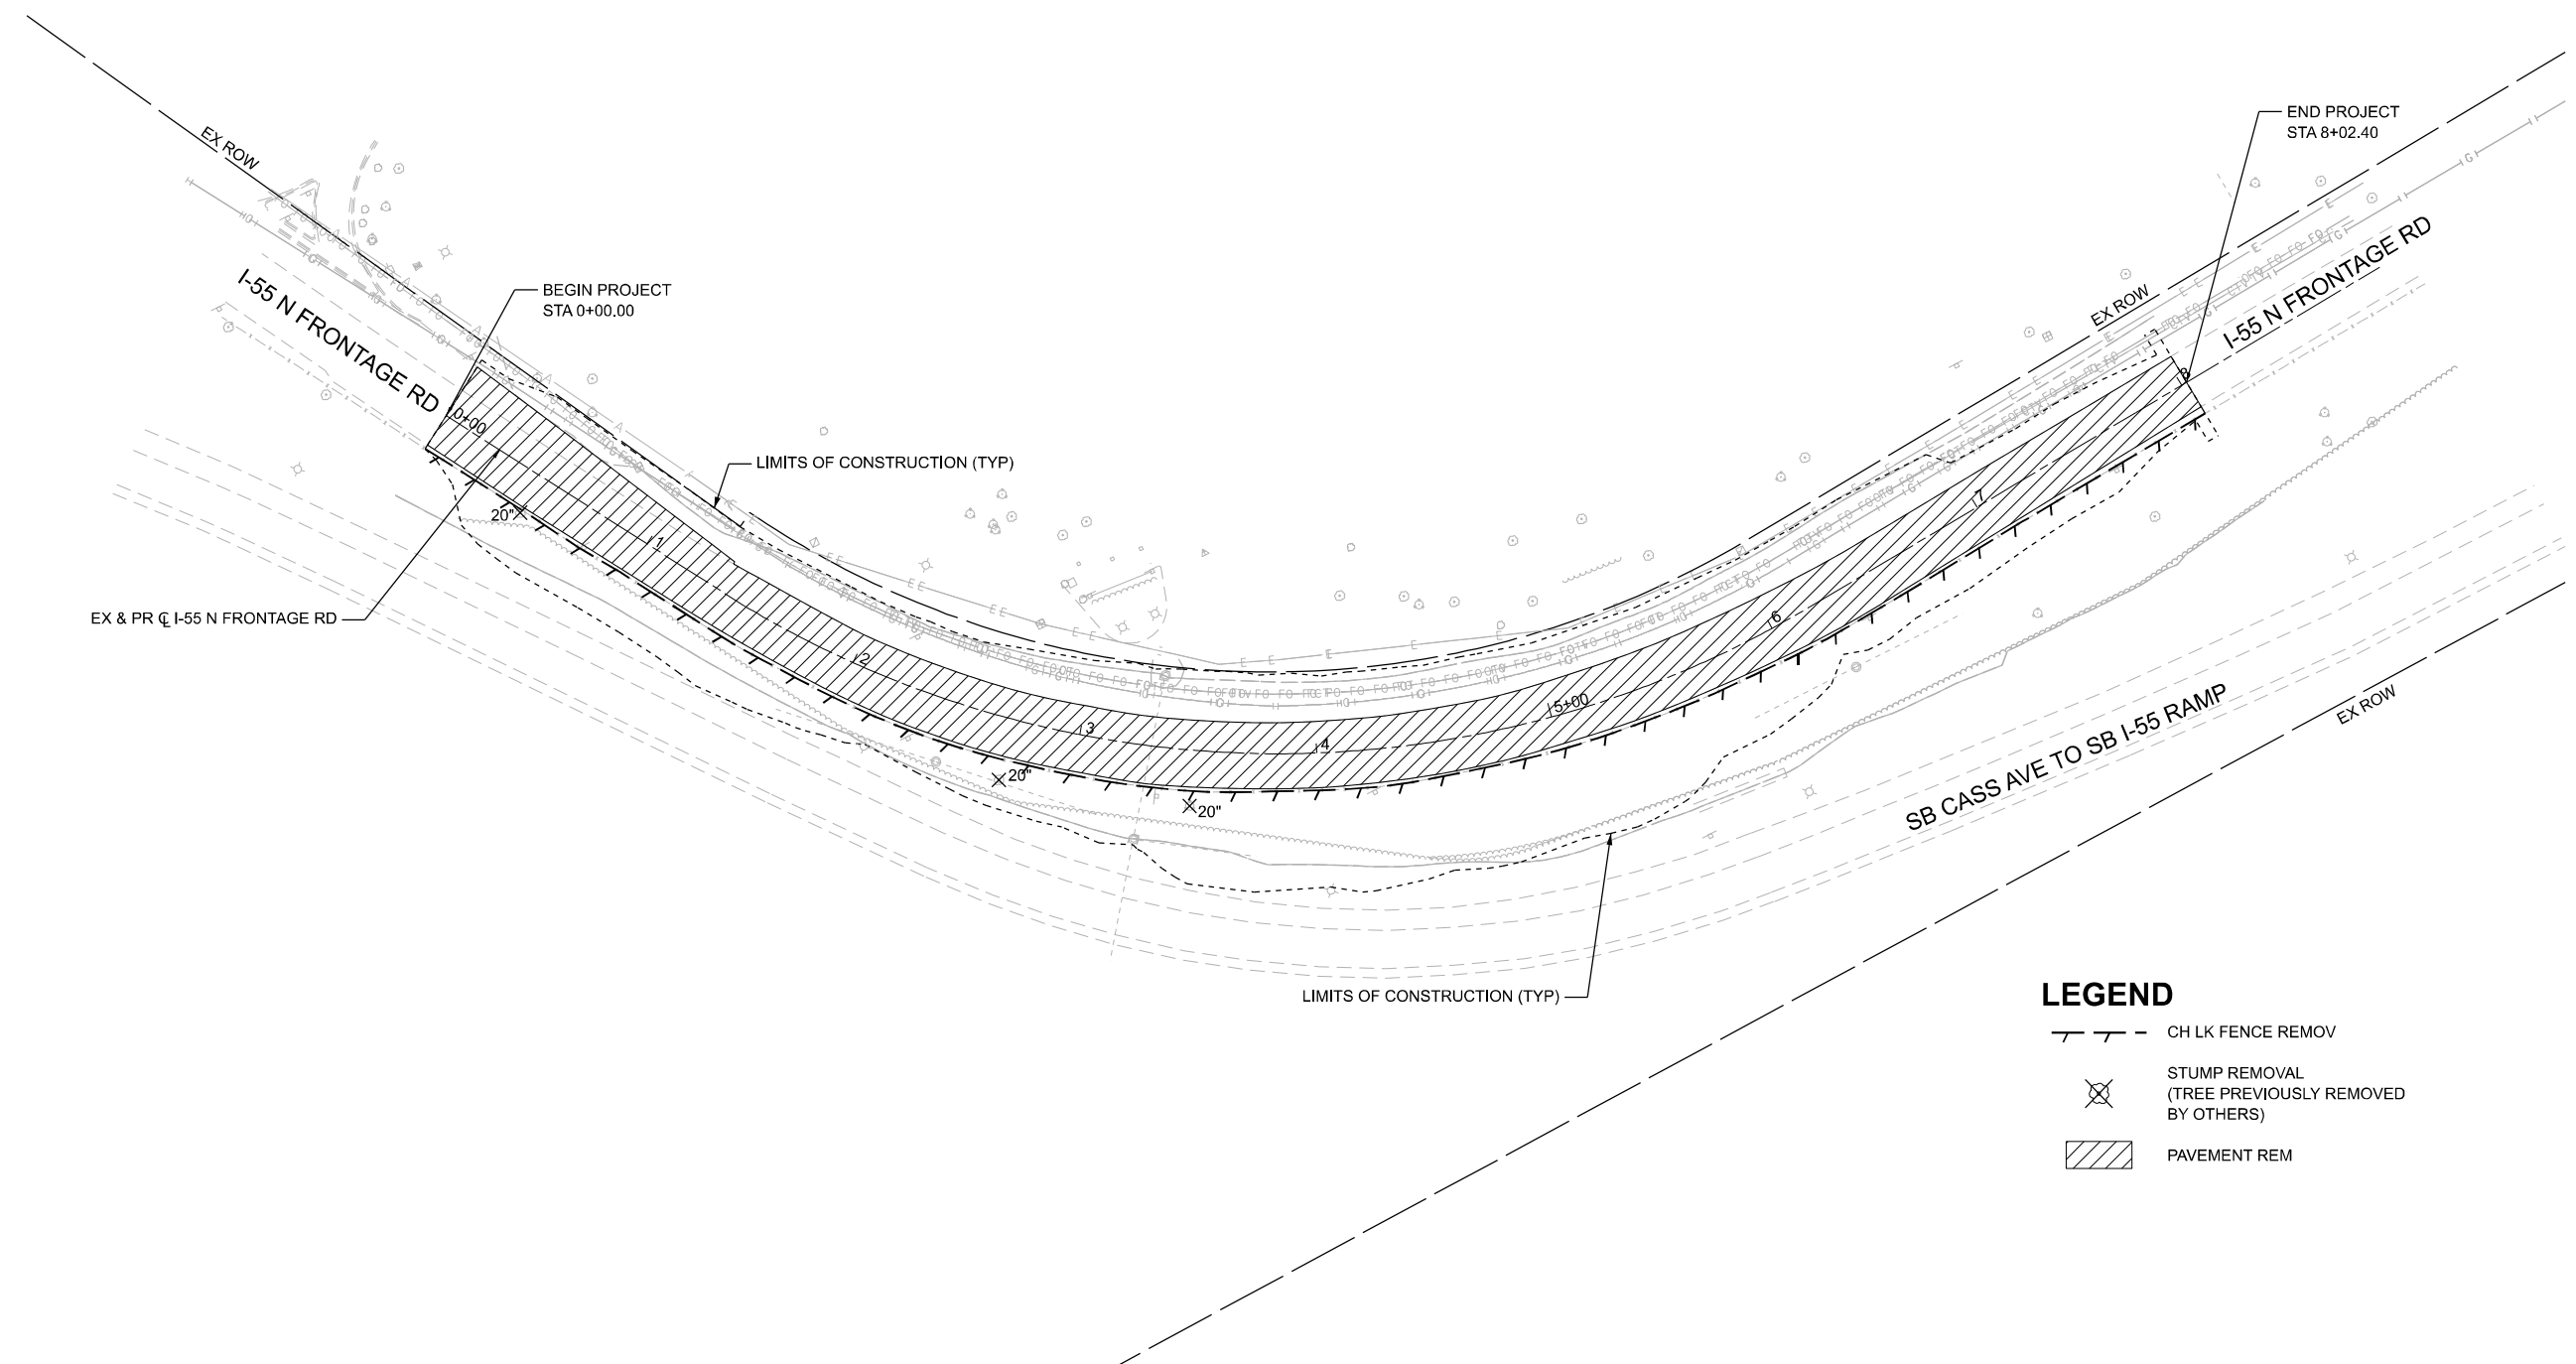 EX ROW
END PROJECT
STA 8+02.40
I-55 N FRONTAGE RD
BEGIN PROJECT
STA 0+00.00
EX ROW
I-55 N FRONTAGE RD
8
0+00
LIMITS OF CONSTRUCTION (TYP)
7
20"
1
EX & PR ℄ I-55 N FRONTAGE RD
6
2
5+00
3
4
20"
20"
SB CASS AVE TO SB I-55 RAMP
EX ROW
LIMITS OF CONSTRUCTION (TYP)
LEGEND
CH LK FENCE REMOV
STUMP REMOVAL
(TREE PREVIOUSLY REMOVED
BY OTHERS)
PAVEMENT REM